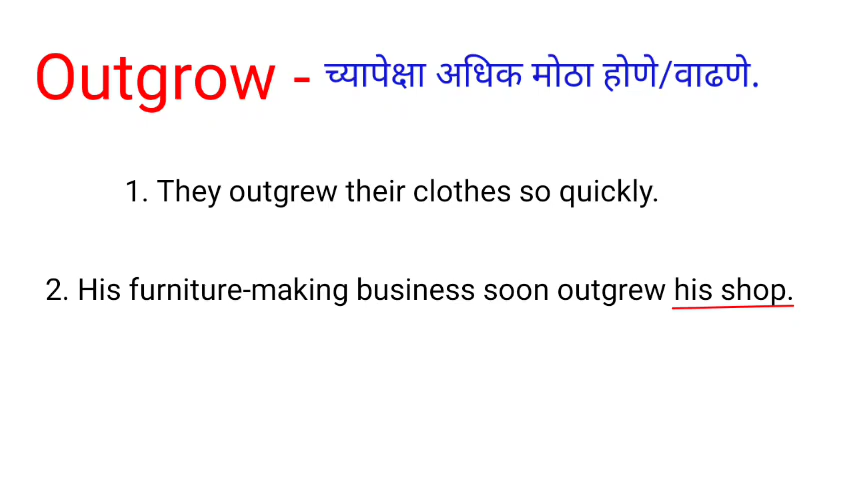 Outgrow - च्यापेक्षा अधिक मोठा होणे/वाढणे.
1. They outgrew their clothes so quickly.
2. His furniture-making business soon outgrew his shop.